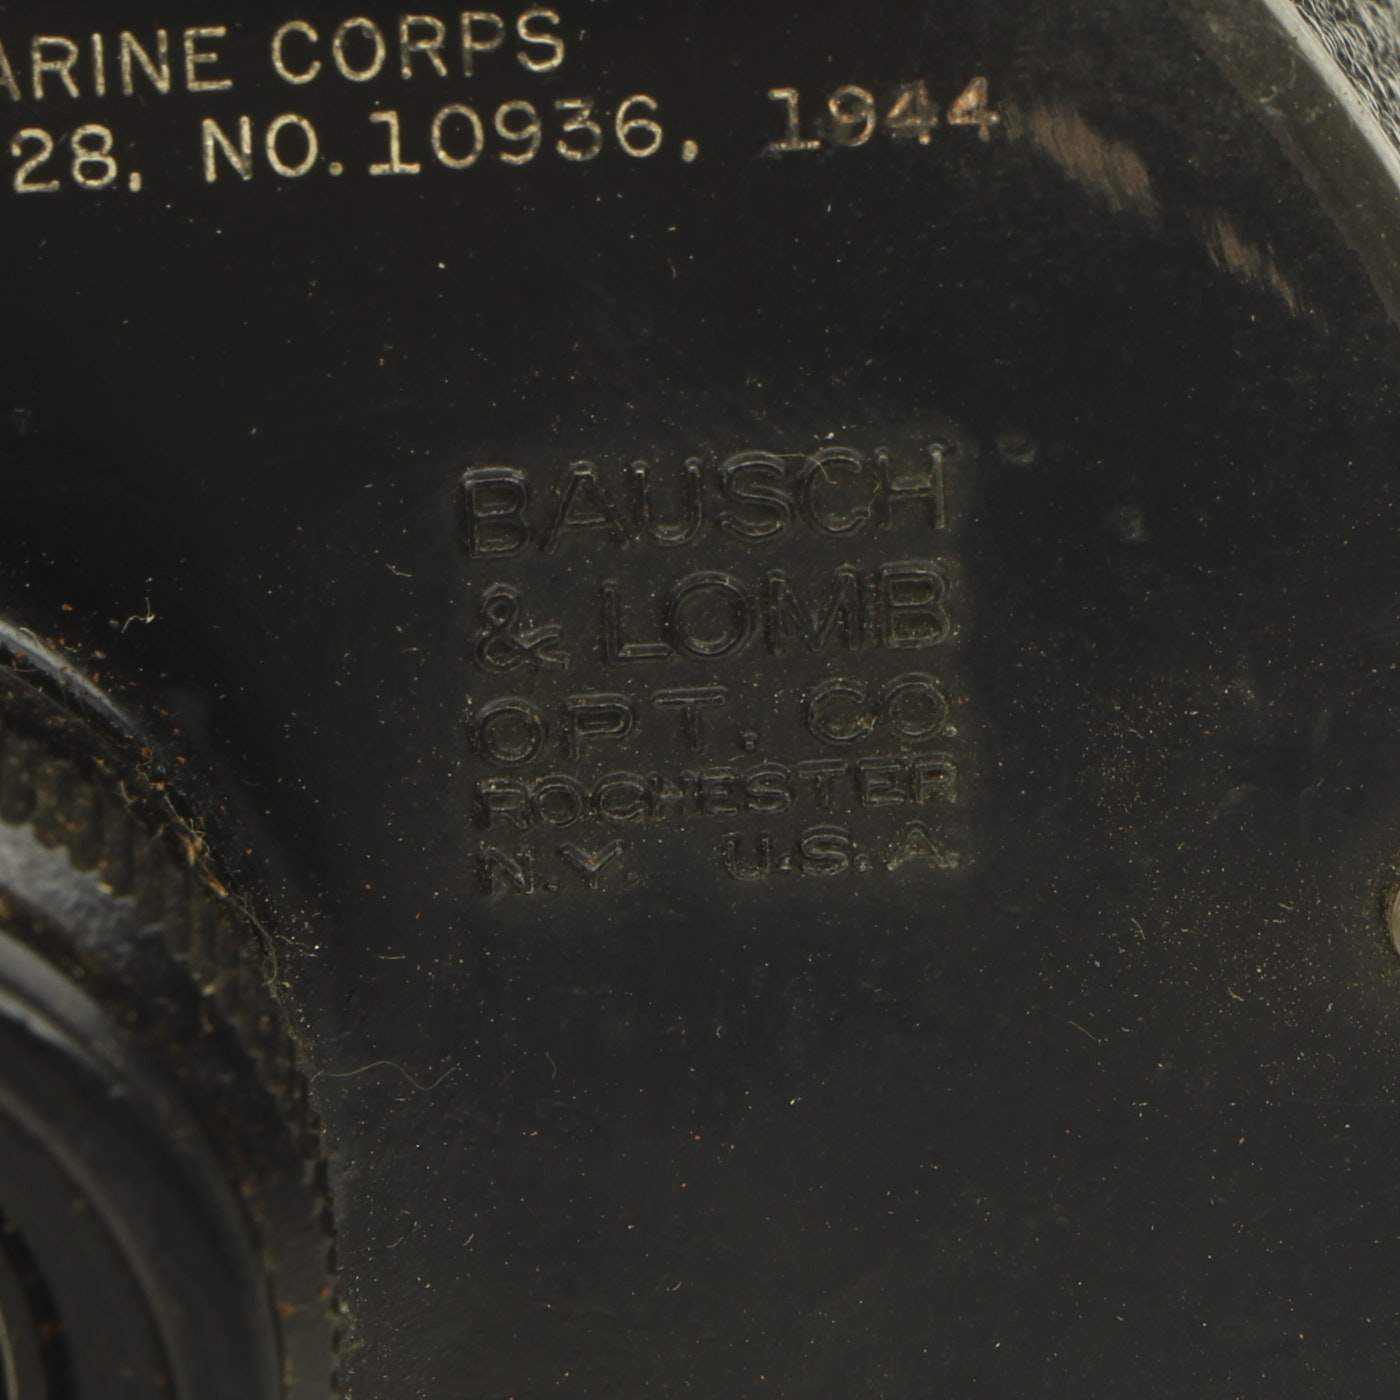 ARINE CORPS
28, NO. 10936, 1944
BAUSCH
& LOMB
OPT. CO.
ROCHESTER
N.Y. U.S.A.